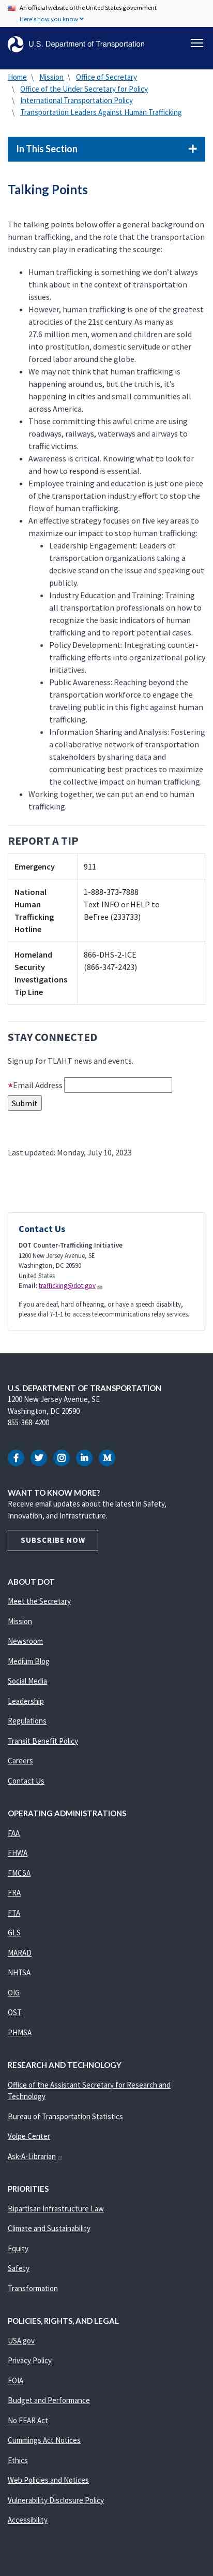 An official website of the United States government
Here's how you know
U.S. Department of Transportation
Home \ Mission \ Office of Secretary
\ Office of the Under Secretary for Policy
\ International Transportation Policy
\ Transportation Leaders Against Human Trafficking
In This Section +
Talking Points
The talking points below offer a general background on
human trafficking, and the role that the transportation
industry can play in eradicating the scourge:
• Human trafficking is something we don't always
think about in the context of transportation
issues.
• However, human trafficking is one of the greatest
atrocities of the 21st century. As many as
27.6 million men, women and children are sold
into prostitution, domestic servitude or other
forced labor around the globe.
• We may not think that human trafficking is
happening around us, but the truth is, it's
happening in cities and small communities all
across America.
• Those committing this awful crime are using
roadways, railways, waterways and airways to
traffic victims.
• Awareness is critical. Knowing what to look for
and how to respond is essential.
• Employee training and education is just one piece
of the transportation industry effort to stop the
flow of human trafficking.
• An effective strategy focuses on five key areas to
maximize our impact to stop human trafficking:
• Leadership Engagement: Leaders of
transportation organizations taking a
decisive stand on the issue and speaking out
publicly.
• Industry Education and Training: Training
all transportation professionals on how to
recognize the basic indicators of human
trafficking and how to report potential cases.
• Policy Development: Integrating counter-
trafficking efforts into organizational policy
initiatives.
• Public Awareness: Reaching beyond the
transportation workforce to engage the
traveling public in this fight against human
trafficking.
• Information Sharing and Analysis: Fostering
a collaborative network of transportation
stakeholders by sharing data and
communicating best practices to maximize
the collective impact on human trafficking.
• Working together, we can put an end to human
trafficking.
REPORT A TIP
Emergency 911
National Human Trafficking Hotline 1-888-373-7888
Text INFO or HELP to
BeFree (233733)
Homeland Security Investigations Tip Line 866-DHS-2-ICE
(866-347-2423)
STAY CONNECTED
Sign up for TLAHT news and events.
*Email Address
Submit
Last updated: Monday, July 10, 2023
Contact Us
DOT Counter-Trafficking Initiative
1200 New Jersey Avenue, SE
Washington, DC 20590
United States
Email: trafficking@dot.gov
If you are deaf, hard of hearing, or have a speech disability,
please dial 7-1-1 to access telecommunications relay services.
U.S. DEPARTMENT OF TRANSPORTATION
1200 New Jersey Avenue, SE
Washington, DC 20590
855-368-4200
WANT TO KNOW MORE?
Receive email updates about the latest in Safety,
Innovation, and Infrastructure.
SUBSCRIBE NOW
ABOUT DOT
Meet the Secretary
Mission
Newsroom
Medium Blog
Social Media
Leadership
Regulations
Transit Benefit Policy
Careers
Contact Us
OPERATING ADMINISTRATIONS
FAA
FHWA
FMCSA
FRA
FTA
GLS
MARAD
NHTSA
OIG
OST
PHMSA
RESEARCH AND TECHNOLOGY
Office of the Assistant Secretary for Research and
Technology
Bureau of Transportation Statistics
Volpe Center
Ask-A-Librarian
PRIORITIES
Bipartisan Infrastructure Law
Climate and Sustainability
Equity
Safety
Transformation
POLICIES, RIGHTS, AND LEGAL
USA.gov
Privacy Policy
FOIA
Budget and Performance
No FEAR Act
Cummings Act Notices
Ethics
Web Policies and Notices
Vulnerability Disclosure Policy
Accessibility